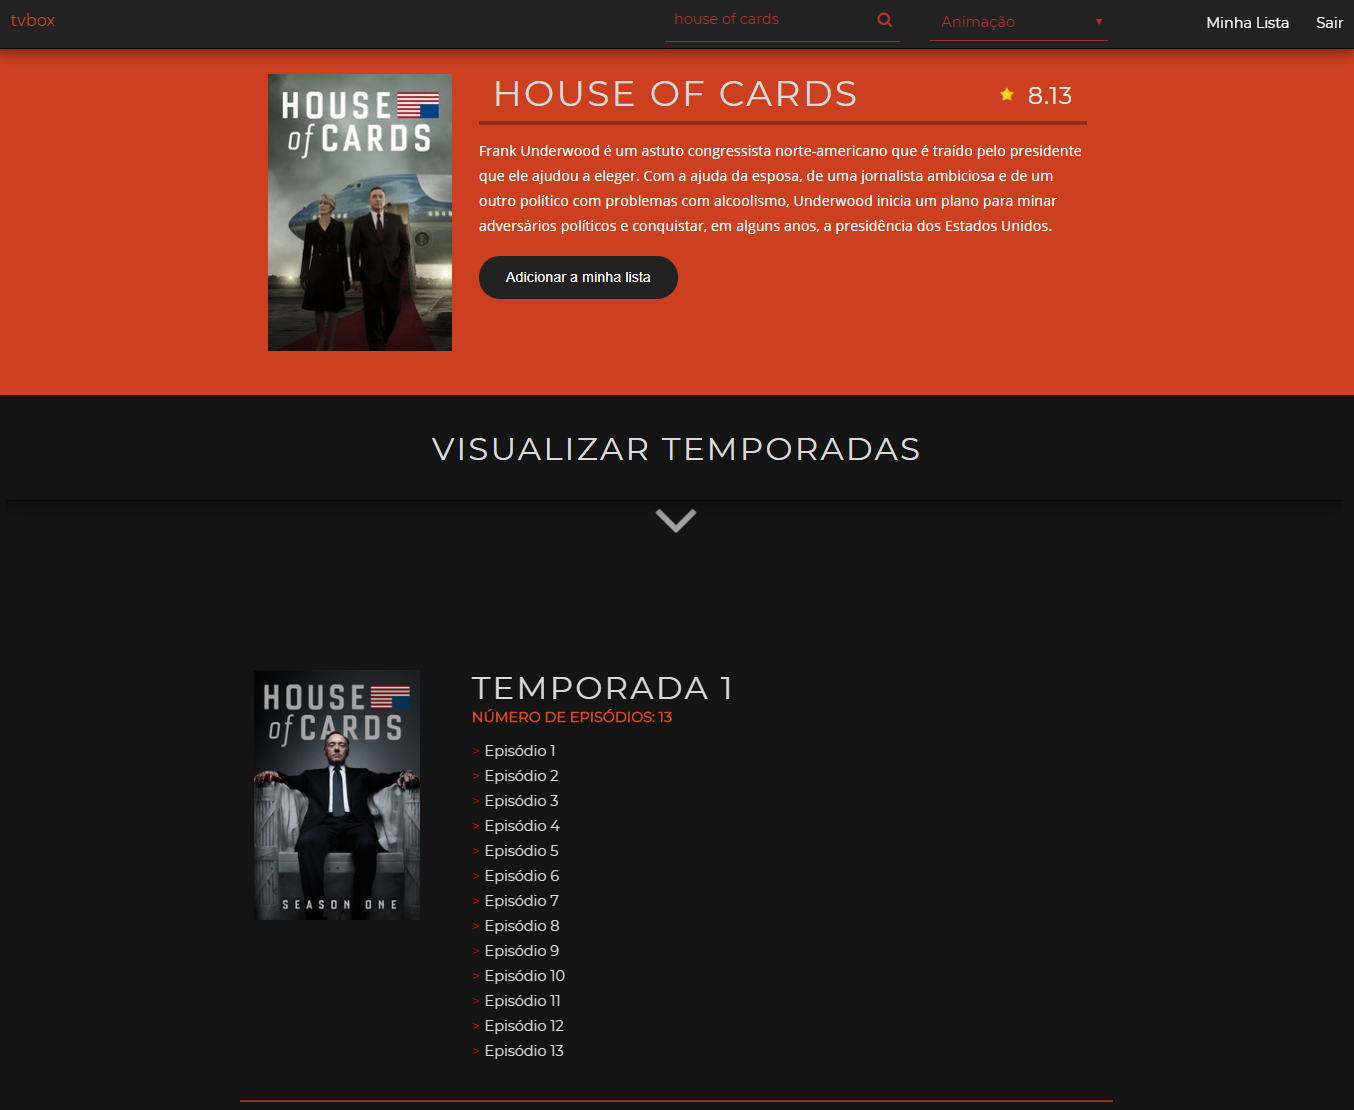 tvbox
house of cards
Animação
Minha Lista
Sair
HOUSE
of CARDS
HOUSE OF CARDS
8.13
Frank Underwood é um astuto congressista norte-americano que é traído pelo presidente
que ele ajudou a eleger. Com a ajuda da esposa, de uma jornalista ambiciosa e de um
outro político com problemas com alcoolismo, Underwood inicia um plano para minar
adversários políticos e conquistar, em alguns anos, a presidência dos Estados Unidos.
Adicionar a minha lista
VISUALIZAR TEMPORADAS
HOUSE
of CARDS
SEASON ONE
TEMPORADA 1
NÚMERO DE EPISÓDIOS: 13
> Episódio 1
> Episódio 2
> Episódio 3
> Episódio 4
> Episódio 5
> Episódio 6
> Episódio 7
> Episódio 8
> Episódio 9
> Episódio 10
> Episódio 11
> Episódio 12
> Episódio 13